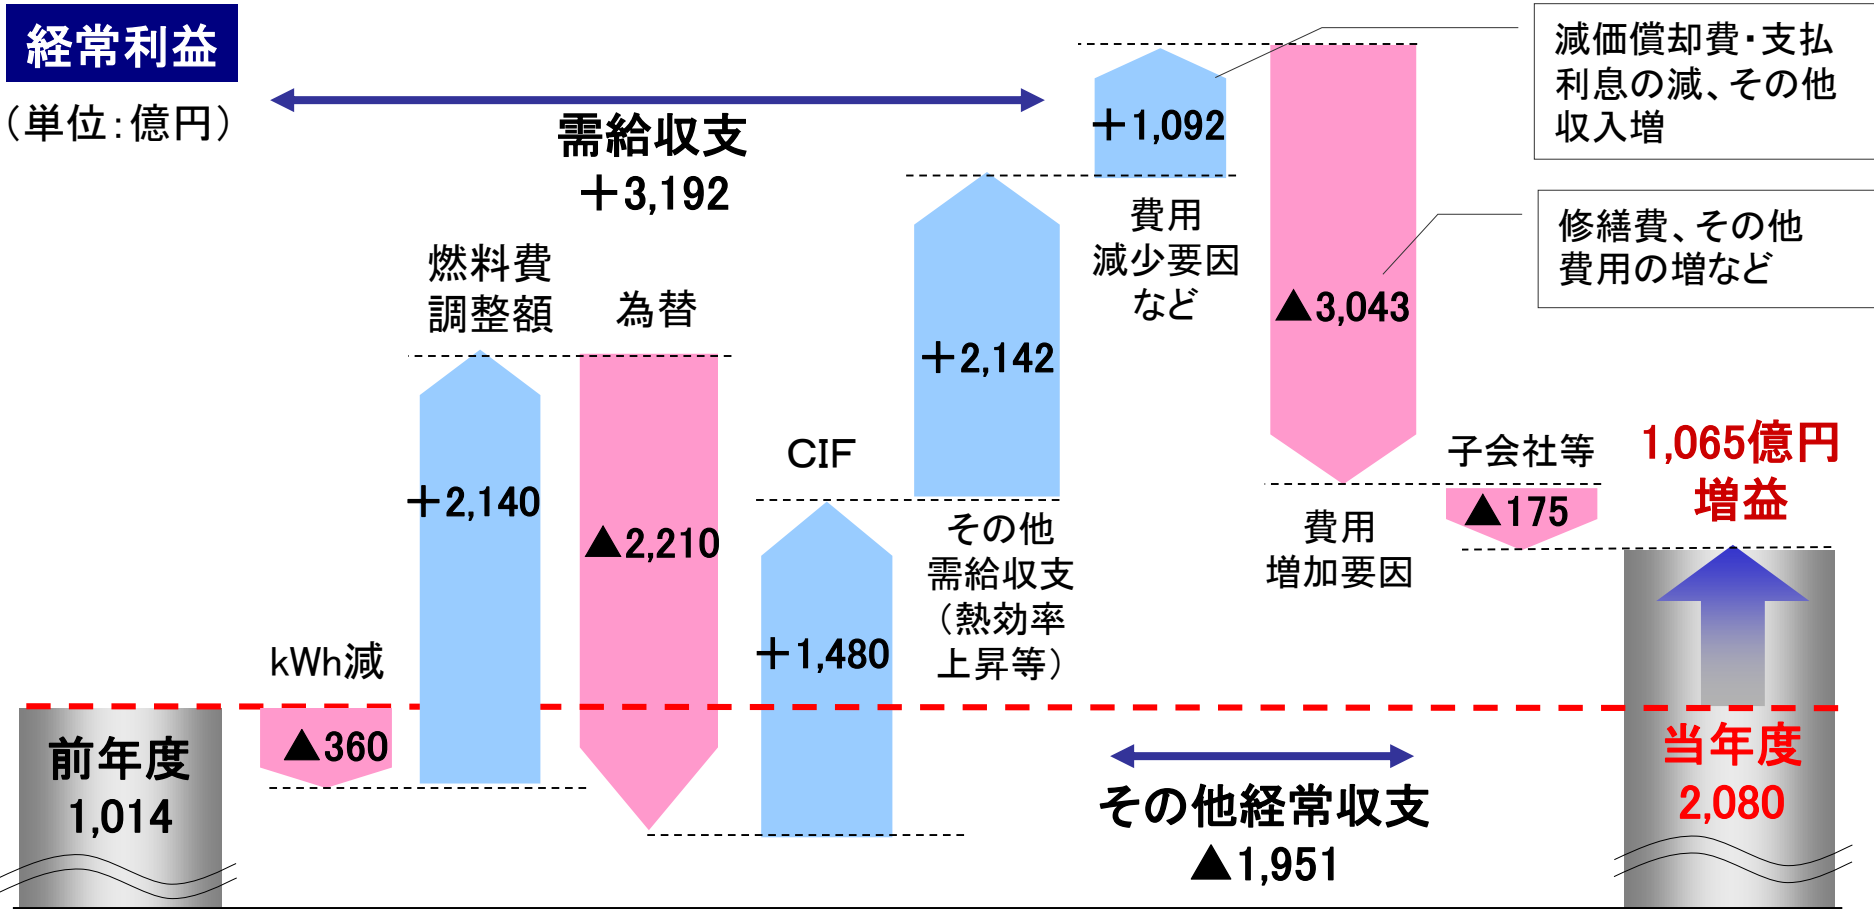 経常利益
（単位：億円）
需給収支
＋3,192
kWh減
▲360
燃料費
調整額
＋2,140
為替
▲2,210
CIF
＋1,480
＋2,142
その他
需給収支
（熱効率
上昇等）
＋1,092
費用
減少要因
など
減価償却費・支払
利息の減、その他
収入増
▲3,043
費用
増加要因
修繕費、その他
費用の増など
子会社等
▲175
1,065億円
増益
前年度
1,014
その他経常収支
▲1,951
当年度
2,080